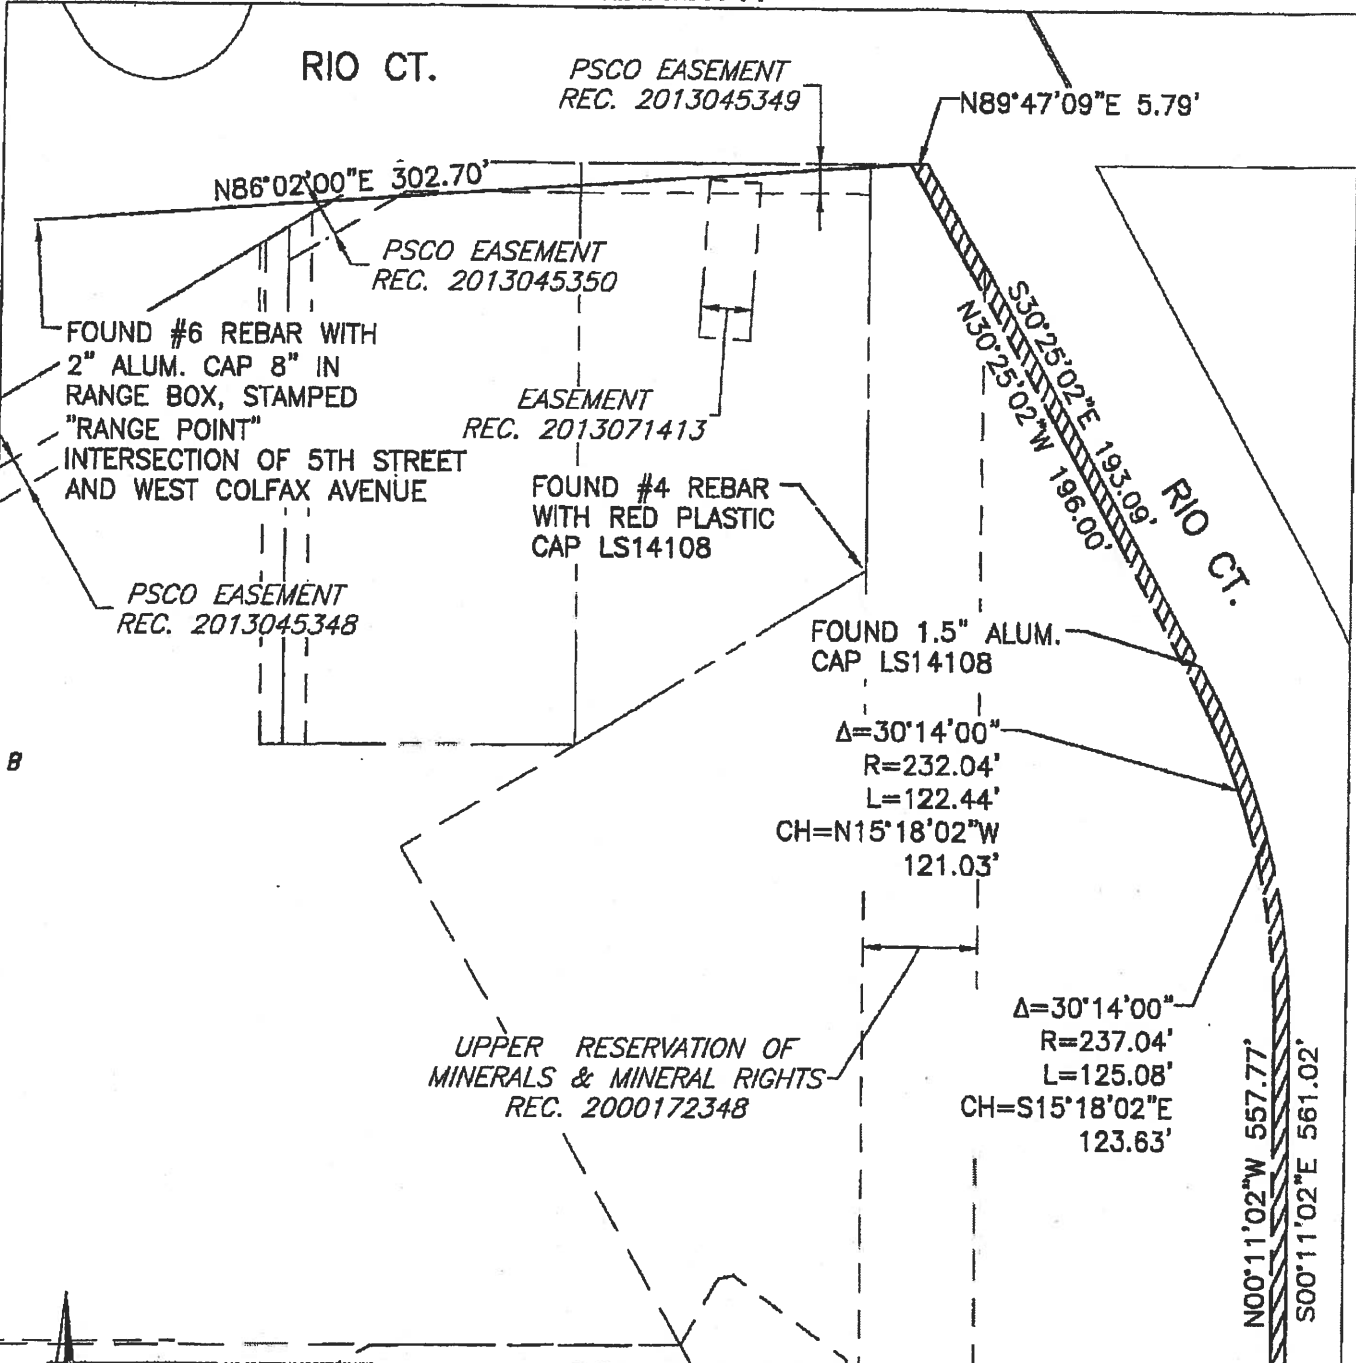 RIO CT.
PSCO EASEMENT
REC. 2013045349
N89°47'09"E 5.79'
N86°02'00"E 302.70'
PSCO EASEMENT
REC. 2013045350
FOUND #6 REBAR WITH
2" ALUM. CAP 8" IN
RANGE BOX, STAMPED
"RANGE POINT"
INTERSECTION OF 5TH STREET
AND WEST COLFAX AVENUE
EASEMENT
REC. 2013071413
S30°25'02"E 193.09'
N30°25'02"W 196.00'
RIO CT.
FOUND #4 REBAR
WITH RED PLASTIC
CAP LS14108
PSCO EASEMENT
REC. 2013045348
FOUND 1.5" ALUM.
CAP LS14108
Δ=30°14'00"
R=232.04'
L=122.44'
CH=N15°18'02"W
121.03'
B
UPPER RESERVATION OF
MINERALS & MINERAL RIGHTS
REC. 2000172348
Δ=30°14'00"
R=237.04'
L=125.08'
CH=S15°18'02"E
123.63'
N00°11'02"W 557.77'
S00°11'02"E 561.02'